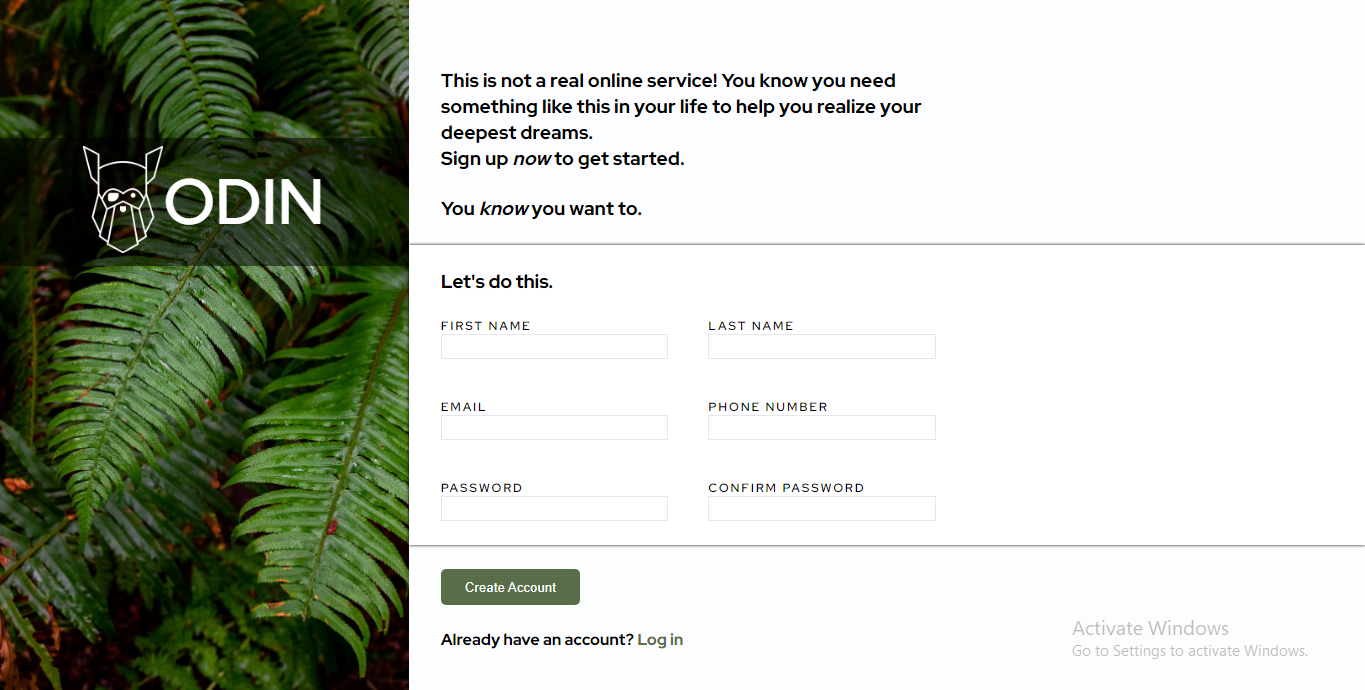 ODIN
This is not a real online service! You know you need
something like this in your life to help you realize your
deepest dreams.
Sign up now to get started.
You know you want to.
Let's do this.
FIRST NAME
LAST NAME
EMAIL
PHONE NUMBER
PASSWORD
CONFIRM PASSWORD
Create Account
Already have an account? Log in
Activate Windows
Go to Settings to activate Windows.